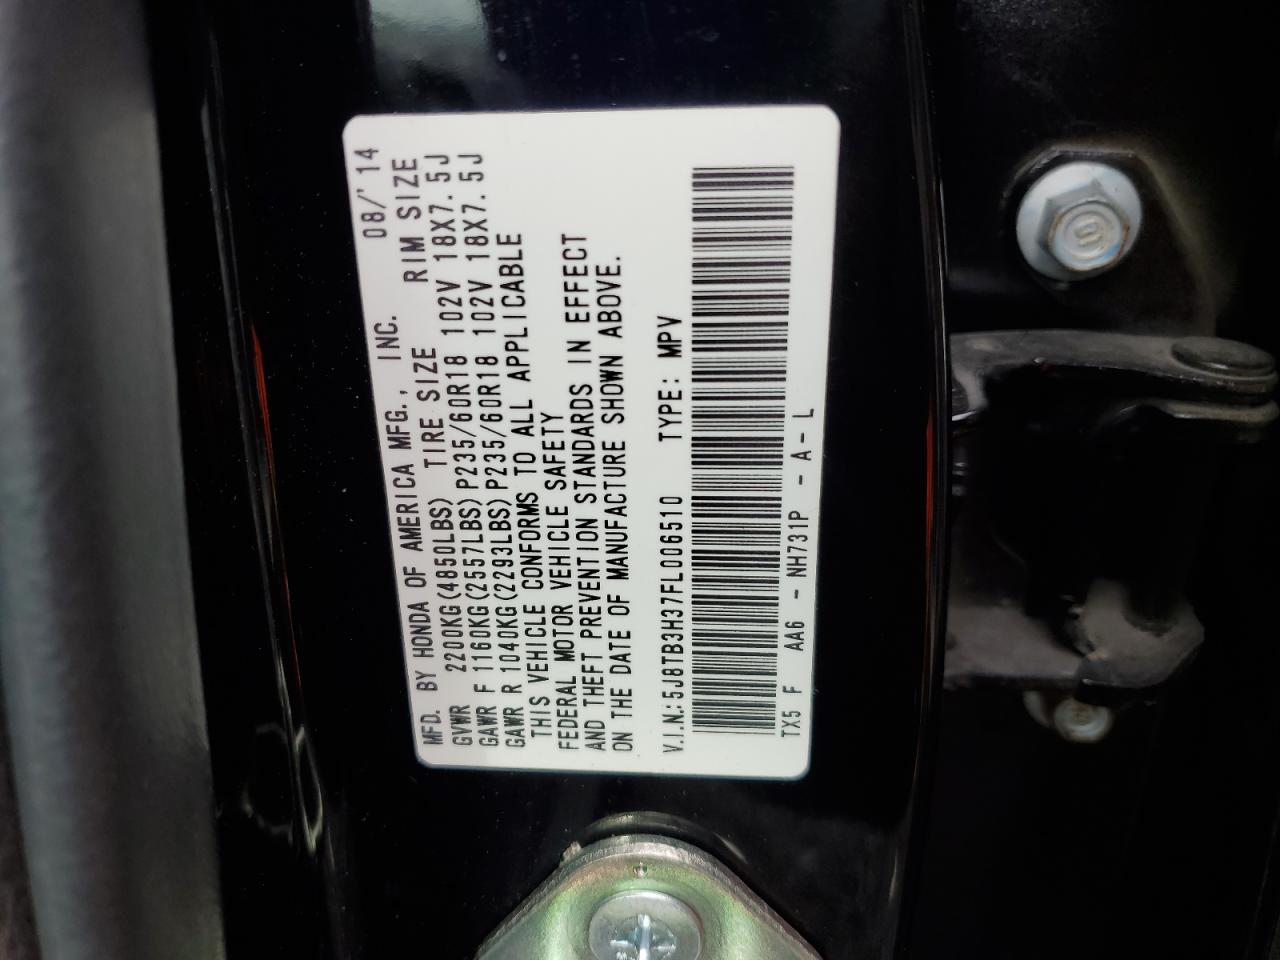 MFD. BY HONDA OF AMERICA MFG., INC. 08/'14
GVWR 2200KG(4850LBS) TIRE SIZE RIM SIZE
GAWR F 1160KG(2557LBS) P235/60R18 102V 18X7.5J
GAWR R 1040KG(2293LBS) P235/60R18 102V 18X7.5J
THIS VEHICLE CONFORMS TO ALL APPLICABLE
FEDERAL MOTOR VEHICLE SAFETY
AND THEFT PREVENTION STANDARDS IN EFFECT
ON THE DATE OF MANUFACTURE SHOWN ABOVE.
V.I.N.: 5J8TB3H37FL006510 TYPE: MPV
TX5 F AA6 - NH731P - A - L